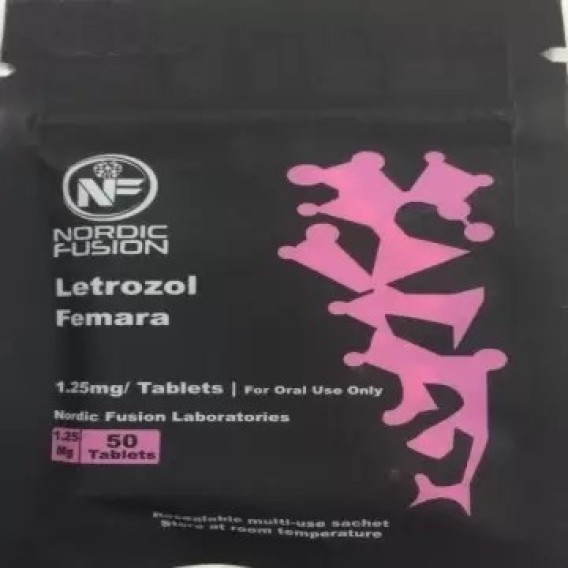 NF
NORDIC
FUSION
Letrozol
Femara
1.25mg/ Tablets | For Oral Use Only
Nordic Fusion Laboratories
1.25 Mg
50 Tablets
Resealable multi-use sachet
Store at room temperature